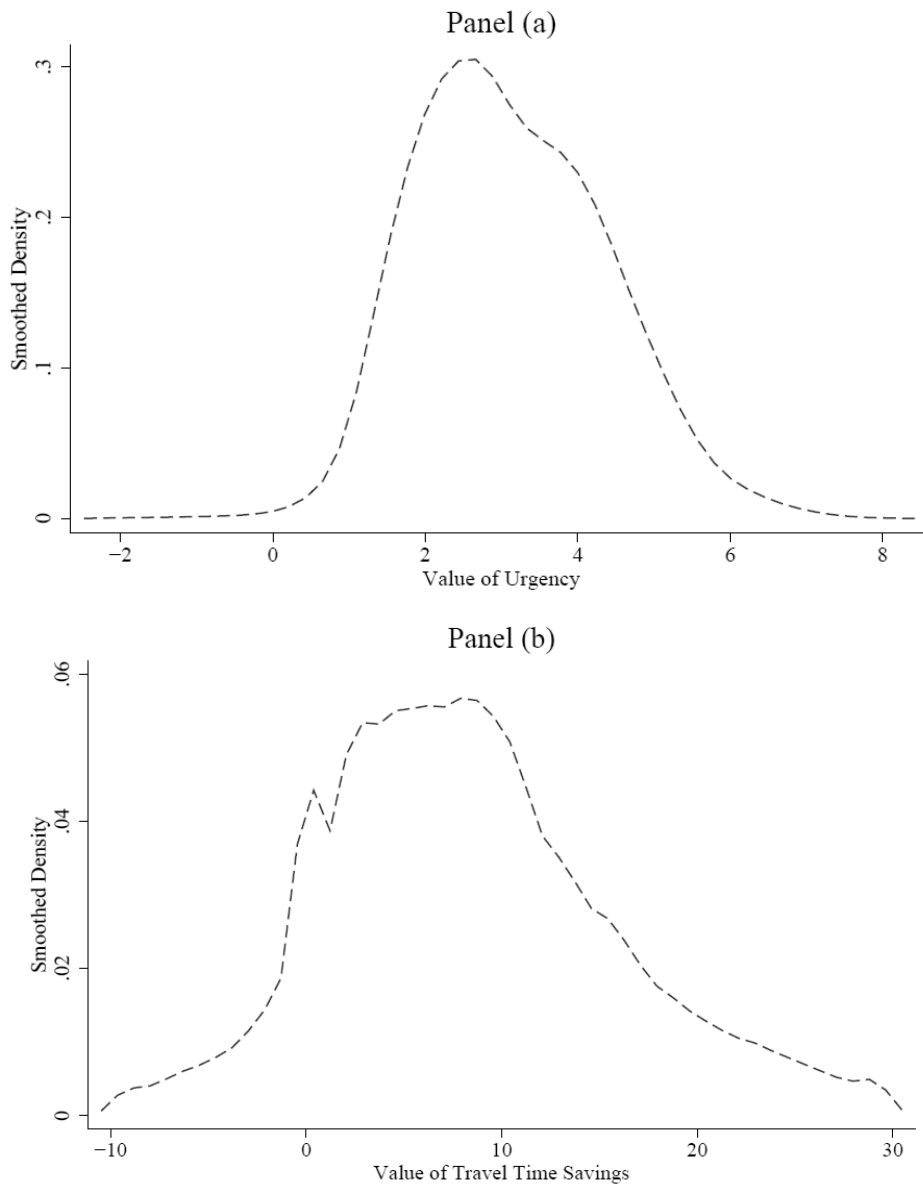 Panel (a)
.3
.2
.1
0
Smoothed Density
−2 0 2 4 6 8
Value of Urgency
Panel (b)
.06
.04
.02
0
Smoothed Density
−10 0 10 20 30
Value of Travel Time Savings